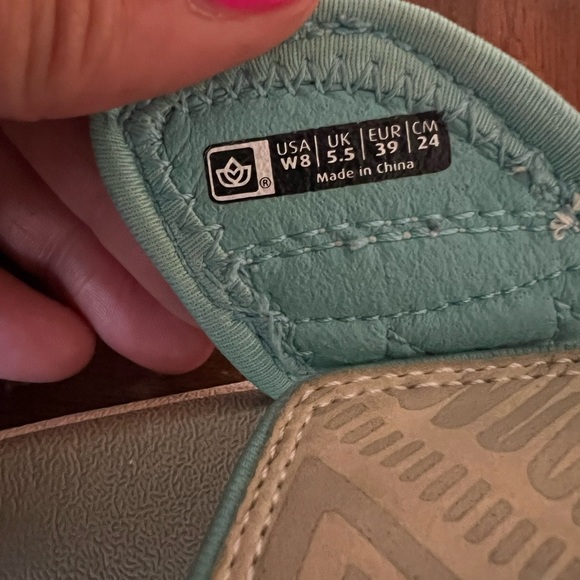 USA UK EUR CM
W8 5.5 39 24
Made in China
®